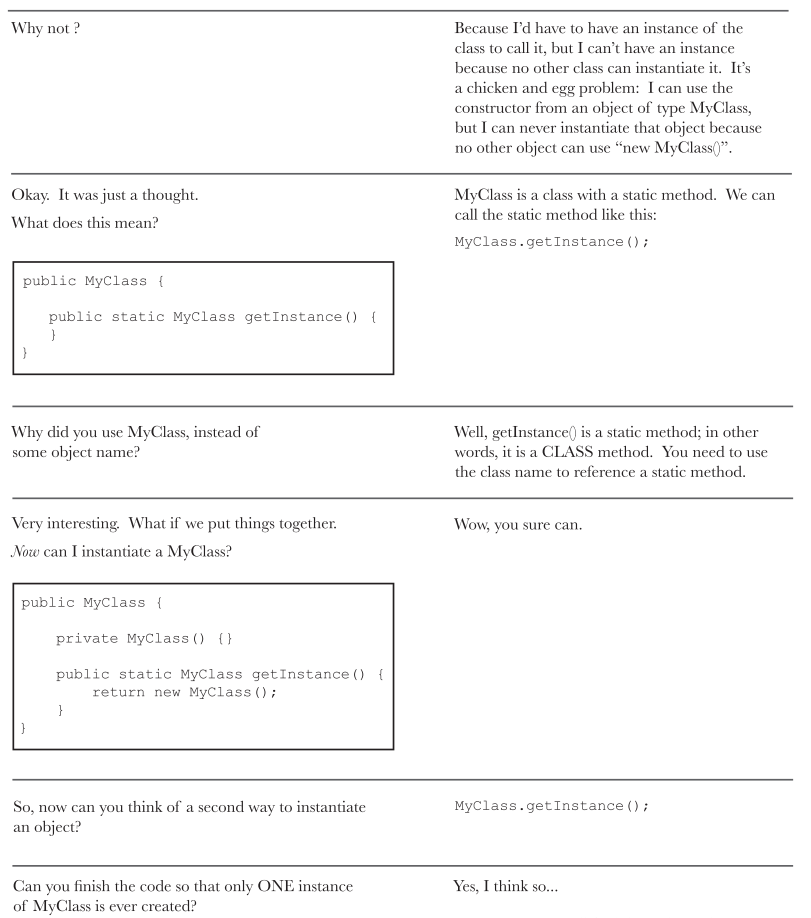 Why not ?
Because I'd have to have an instance of the
class to call it, but I can't have an instance
because no other class can instantiate it.  It's
a chicken and egg problem:  I can use the
constructor from an object of type MyClass,
but I can never instantiate that object because
no other object can use “new MyClass()”.
Okay.  It was just a thought.
What does this mean?
public MyClass {
public static MyClass getInstance() {
}
}
MyClass is a class with a static method.  We can
call the static method like this:
MyClass.getInstance();
Why did you use MyClass, instead of
some object name?
Well, getInstance() is a static method; in other
words, it is a CLASS method.  You need to use
the class name to reference a static method.
Very interesting.  What if we put things together.
Now can I instantiate a MyClass?
public MyClass {
private MyClass() {}
public static MyClass getInstance() {
return new MyClass();
}
}
Wow, you sure can.
So, now can you think of a second way to instantiate
an object?
MyClass.getInstance();
Can you finish the code so that only ONE instance
of MyClass is ever created?
Yes, I think so...